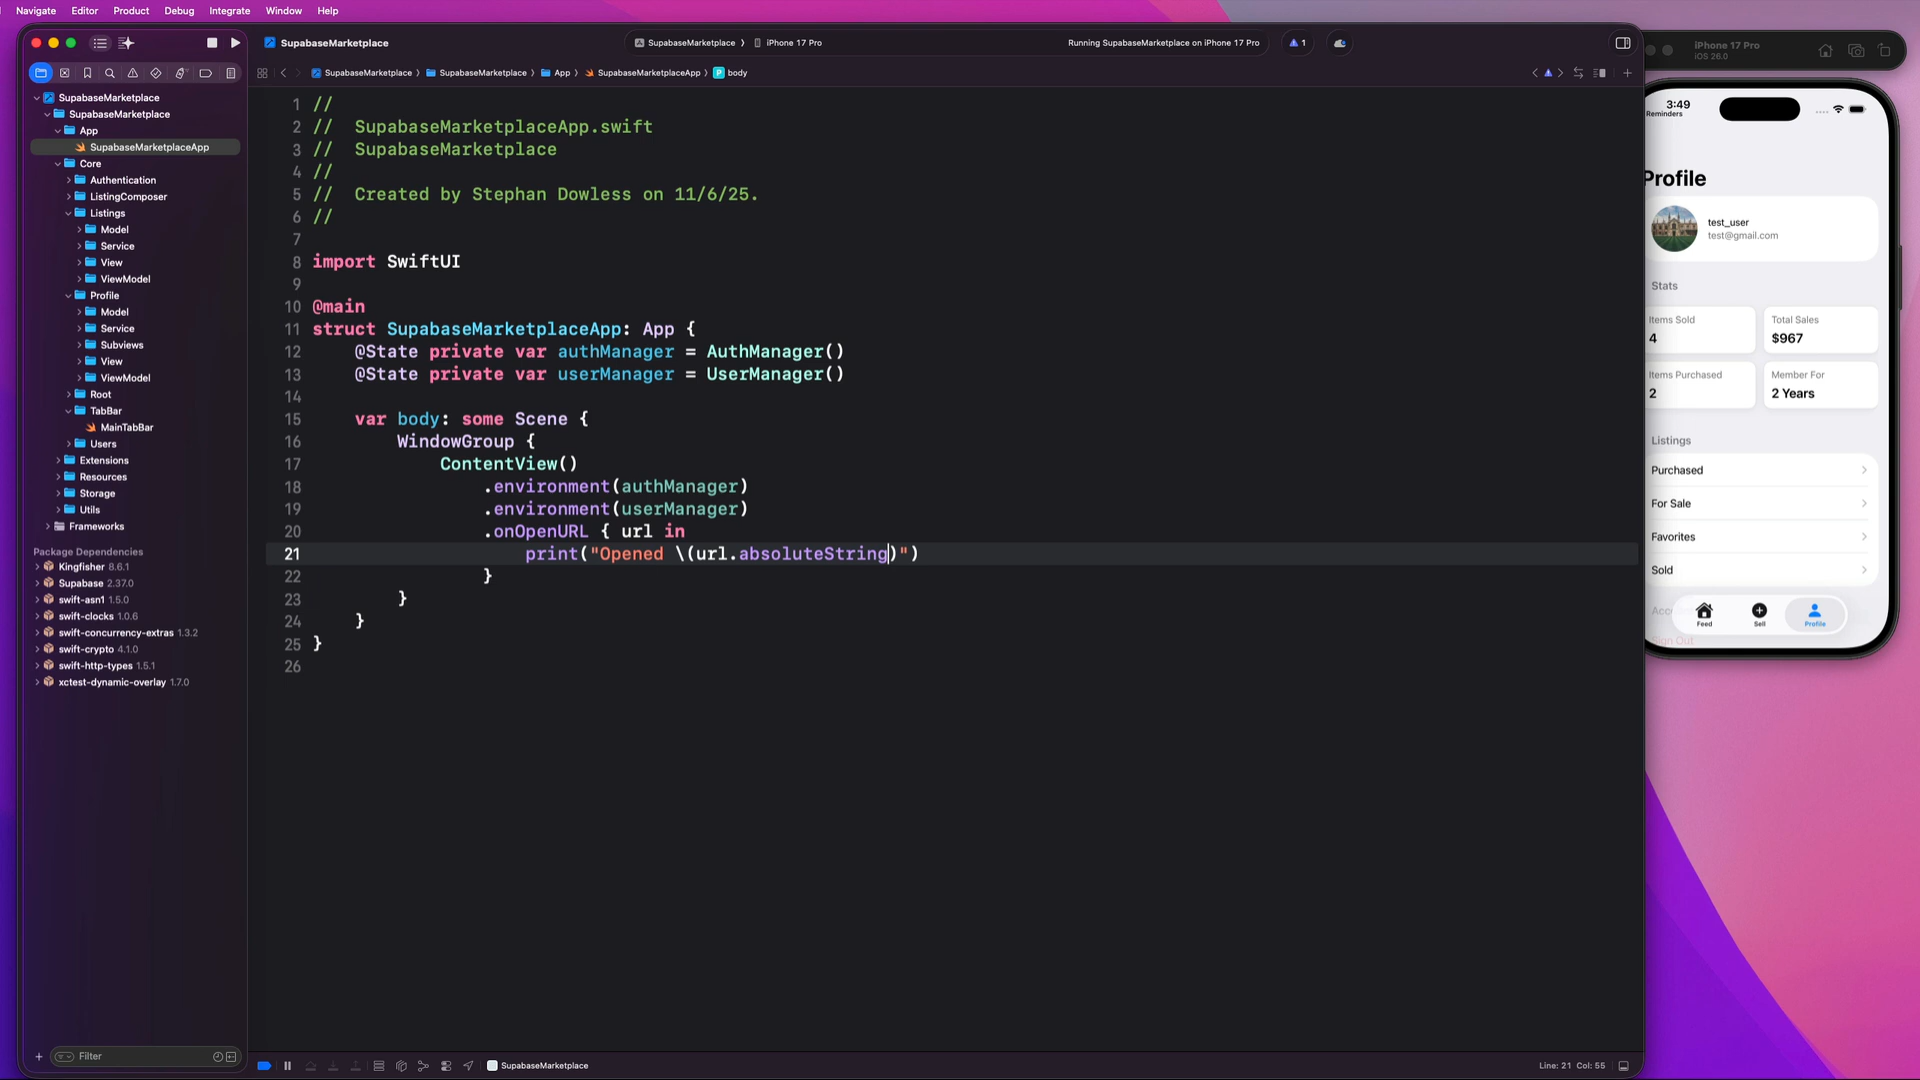 Navigate Editor Product Debug Integrate Window Help
SupabaseMarketplace
SupabaseMarketplace 〉 iPhone 17 Pro
Running SupabaseMarketplace on iPhone 17 Pro
1
SupabaseMarketplace 〉 SupabaseMarketplace 〉 App 〉 SupabaseMarketplaceApp 〉 P body
SupabaseMarketplace
SupabaseMarketplace
App
SupabaseMarketplaceApp
Core
Authentication
ListingComposer
Listings
Model
Service
View
ViewModel
Profile
Model
Service
Subviews
View
ViewModel
Root
TabBar
MainTabBar
Users
Extensions
Resources
Storage
Utils
Frameworks
Package Dependencies
Kingfisher 8.6.1
Supabase 2.37.0
swift-asn1 1.5.0
swift-clocks 1.0.6
swift-concurrency-extras 1.3.2
swift-crypto 4.1.0
swift-http-types 1.5.1
xctest-dynamic-overlay 1.7.0
Filter
1 //
2 //  SupabaseMarketplaceApp.swift
3 //  SupabaseMarketplace
4 //
5 //  Created by Stephan Dowless on 11/6/25.
6 //
7
8 import SwiftUI
9
10 @main
11 struct SupabaseMarketplaceApp: App {
12     @State private var authManager = AuthManager()
13     @State private var userManager = UserManager()
14
15     var body: some Scene {
16         WindowGroup {
17             ContentView()
18                 .environment(authManager)
19                 .environment(userManager)
20                 .onOpenURL { url in
21                     print("Opened \(url.absoluteString)")
22                 }
23         }
24     }
25 }
26
SupabaseMarketplace
Line: 21 Col: 55
iPhone 17 Pro
iOS 26.0
3:49
Reminders
Profile
test_user
test@gmail.com
Stats
Items Sold
4
Total Sales
$967
Items Purchased
2
Member For
2 Years
Listings
Purchased
For Sale
Favorites
Sold
Feed
Sell
Profile
Sign Out